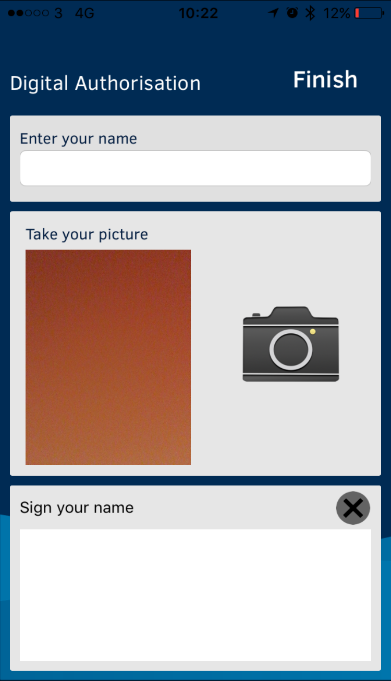 3 4G 10:22 12%
Digital Authorisation Finish
Enter your name
Take your picture
Sign your name